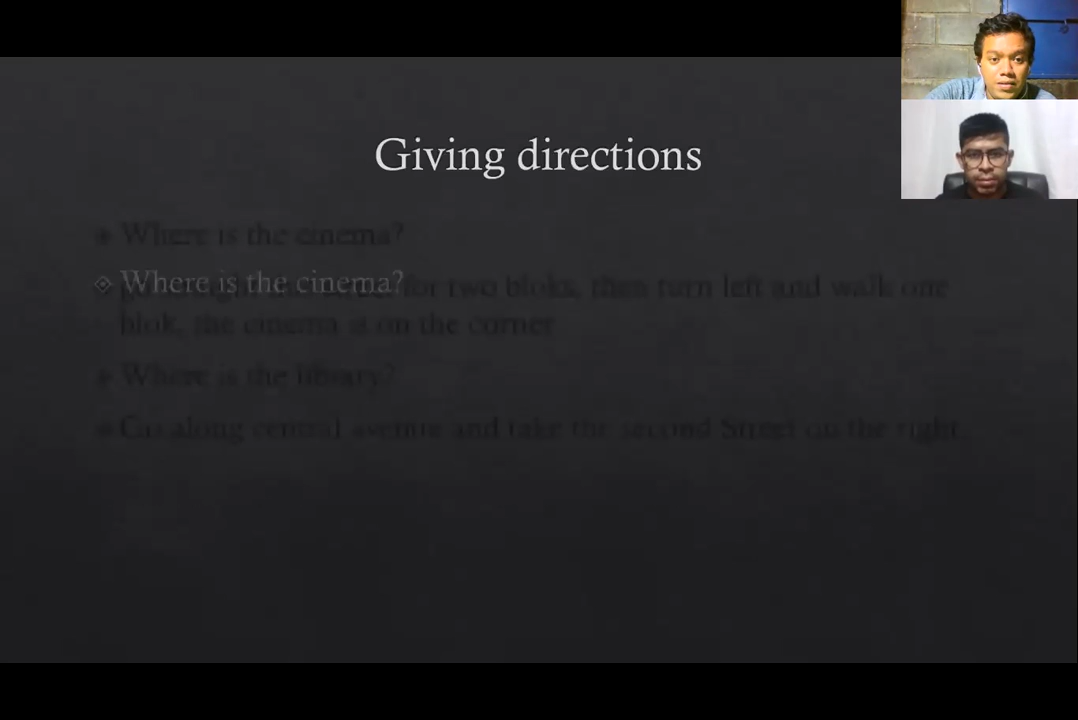 Giving directions
Where is the cinema?
Where is the cinema?
for two bloks, then turn left and walk one
blok, the cinema is on the corner
Where is the library?
Go along central avenue and take the second Street on the right.